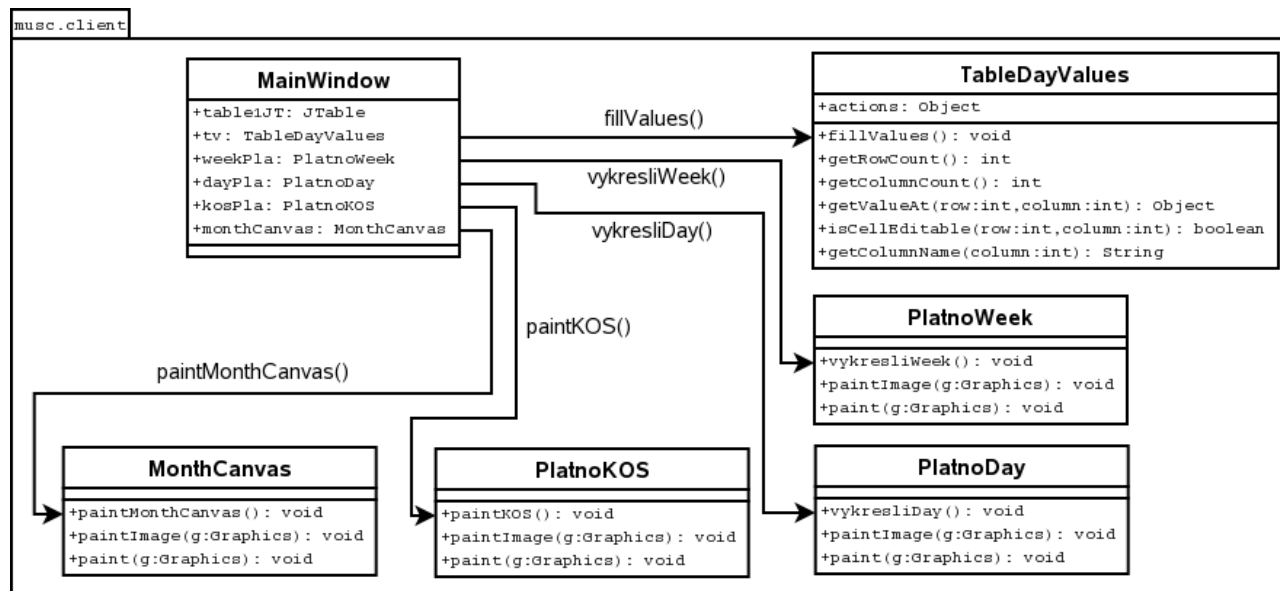 musc.client
MainWindow
+table1JT: JTable
+tv: TableDayValues
+weekPla: PlatnoWeek
+dayPla: PlatnoDay
+kosPla: PlatnoKOS
+monthCanvas: MonthCanvas
fillValues()
vykresliWeek()
vykresliDay()
paintKOS()
paintMonthCanvas()
TableDayValues
+actions: Object
+fillValues(): void
+getRowCount(): int
+getColumnCount(): int
+getValueAt(row:int,column:int): Object
+isCellEditable(row:int,column:int): boolean
+getColumnName(column:int): String
PlatnoWeek
+vykresliWeek(): void
+paintImage(g:Graphics): void
+paint(g:Graphics): void
MonthCanvas
+paintMonthCanvas(): void
+paintImage(g:Graphics): void
+paint(g:Graphics): void
PlatnoKOS
+paintKOS(): void
+paintImage(g:Graphics): void
+paint(g:Graphics): void
PlatnoDay
+vykresliDay(): void
+paintImage(g:Graphics): void
+paint(g:Graphics): void